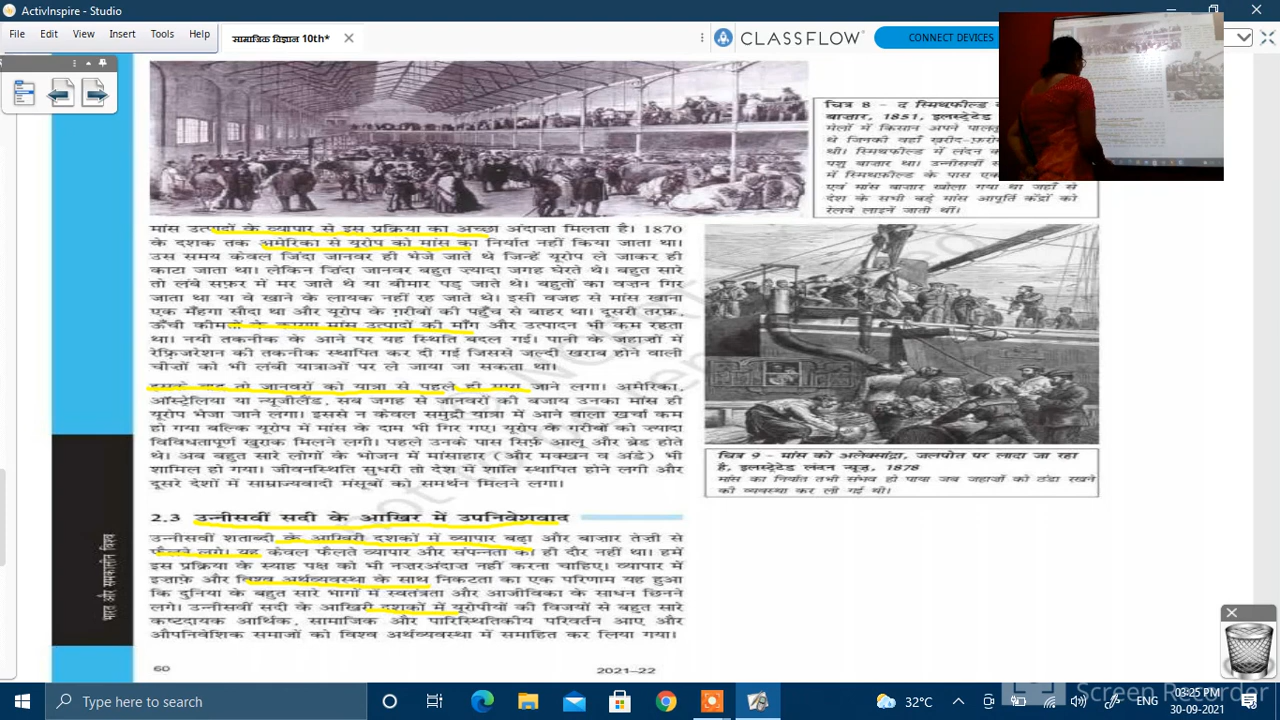 ActivInspire - Studio
File Edit View Insert Tools Help
सामाजिक विज्ञान 10th*
CLASSFLOW
CONNECT DEVICES
चित्र 8 – द स्मिथफ़ील्ड
बाज़ार, 1851, इलस्ट्रेटेड
मेलों में किसान अपने पालतू
थे जिनकी वहाँ ख़रीद-फ़रो
थी। स्मिथफ़ील्ड में लंदन क
पशु बाज़ार था। उन्नीसवीं स
में स्मिथफ़ील्ड के पास एक
एवं मांस बाज़ार खोला गया था जहाँ से
देश के सभी बड़े मांस आपूर्ति केंद्रों को
रेलवे लाइनें जाती थीं।
मांस उत्पादों के व्यापार से इस प्रक्रिया का अच्छा अंदाज़ा मिलता है। 1870
के दशक तक अमेरिका से यूरोप को मांस का निर्यात नहीं किया जाता था।
उस समय केवल ज़िंदा जानवर ही भेजे जाते थे जिन्हें यूरोप ले जाकर ही
काटा जाता था। लेकिन ज़िंदा जानवर बहुत ज़्यादा जगह घेरते थे। बहुत सारे
तो लंबे सफ़र में मर जाते थे या बीमार पड़ जाते थे। बहुतों का वज़न गिर
जाता था या वे खाने के लायक नहीं रह जाते थे। इसी वजह से मांस खाना
एक मँहगा सौदा था और यूरोप के ग़रीबों की पहुँच से बाहर था। दूसरी तरफ़,
ऊँची कीमतों के कारण मांस उत्पादों की माँग और उत्पादन भी कम रहता
था। नयी तकनीक के आने पर यह स्थिति बदल गई। पानी के जहाज़ों में
रेफ़्रिजरेशन की तकनीक स्थापित कर दी गई जिससे जल्दी खराब होने वाली
चीज़ों को भी लंबी यात्राओं पर ले जाया जा सकता था।
इसके बाद तो जानवरों को यात्रा से पहले ही मारा जाने लगा। अमेरिका,
ऑस्ट्रेलिया या न्यूजीलैंड, सब जगह से जानवरों की बजाय उनका मांस ही
यूरोप भेजा जाने लगा। इससे न केवल समुद्री यात्रा में आने वाला खर्चा कम
हो गया बल्कि यूरोप में मांस के दाम भी गिर गए। यूरोप के ग़रीबों को ज़्यादा
विविधतापूर्ण खुराक मिलने लगी। पहले उनके पास सिर्फ़ आलू और ब्रेड होते
थे। अब बहुत सारे लोगों के भोजन में मांसाहार (और मक्खन व अंडे) भी
शामिल हो गया। जीवनस्थिति सुधरी तो देश में शांति स्थापित होने लगी और
दूसरे देशों में साम्राज्यवादी मंसूबों को समर्थन मिलने लगा।
चित्र 9 – मांस को अलेक्सांद्रा, जलपोत पर लादा जा रहा
है, इलस्ट्रेटेड लंदन न्यूज़, 1878
मांस का निर्यात तभी संभव हो पाया जब जहाज़ों को ठंडा रखने
की व्यवस्था कर ली गई थी।
2.3 उन्नीसवीं सदी के आखिर में उपनिवेशवाद
उन्नीसवीं शताब्दी के आखिरी दशकों में व्यापार बढ़ा और बाज़ार तेज़ी से
फैलने लगे। यह केवल फैलते व्यापार और संपन्नता का ही दौर नहीं था। हमें
इस प्रक्रिया के स्याह पक्ष को भी नज़रअंदाज़ नहीं करना चाहिए। व्यापार में
इज़ाफ़े और विश्व अर्थव्यवस्था के साथ निकटता का एक परिणाम यह हुआ
कि दुनिया के बहुत सारे भागों में स्वतंत्रता और आजीविका के साधन छिनने
लगे। उन्नीसवीं सदी के आखिरी दशकों में यूरोपीयों की विजयों से बहुत सारे
कष्टदायक आर्थिक, सामाजिक और पारिस्थितिकीय परिवर्तन आए और
औपनिवेशिक समाजों को विश्व अर्थव्यवस्था में समाहित कर लिया गया।
भारत और समकालीन विश्व
60
2021–22
Type here to search
32°C
03:25 PM
30-09-2021
Screen Recorder